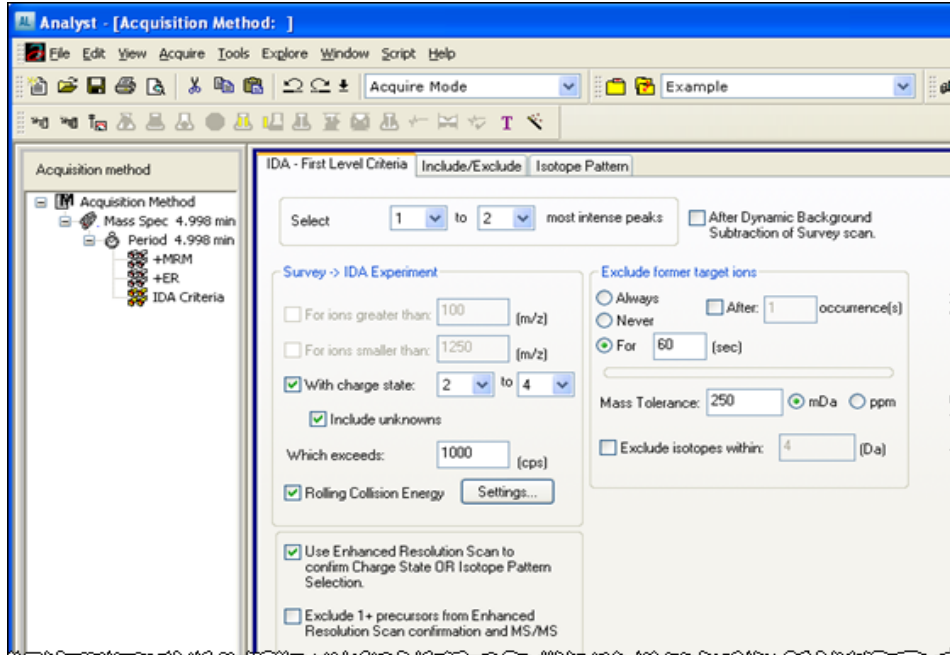 Analyst - [Acquisition Method: ]
File Edit View Acquire Tools Explore Window Script Help
Acquire Mode
Example
Acquisition method
Acquisition Method
Mass Spec 4.998 min
Period 4.998 min
+MRM
+ER
IDA Criteria
IDA - First Level Criteria Include/Exclude Isotope Pattern
Select 1 to 2 most intense peaks
After Dynamic Background
Subtraction of Survey scan.
Survey -> IDA Experiment
For ions greater than: 100 (m/z)
For ions smaller than: 1250 (m/z)
With charge state: 2 to 4
Include unknowns
Which exceeds: 1000 (cps)
Rolling Collision Energy Settings...
Exclude former target ions
Always
After: 1 occurrence(s)
Never
For 60 (sec)
Mass Tolerance: 250 mDa ppm
Exclude isotopes within: 4 (Da)
Use Enhanced Resolution Scan to
confirm Charge State OR Isotope Pattern
Selection.
Exclude 1+ precursors from Enhanced
Resolution Scan confirmation and MS/MS